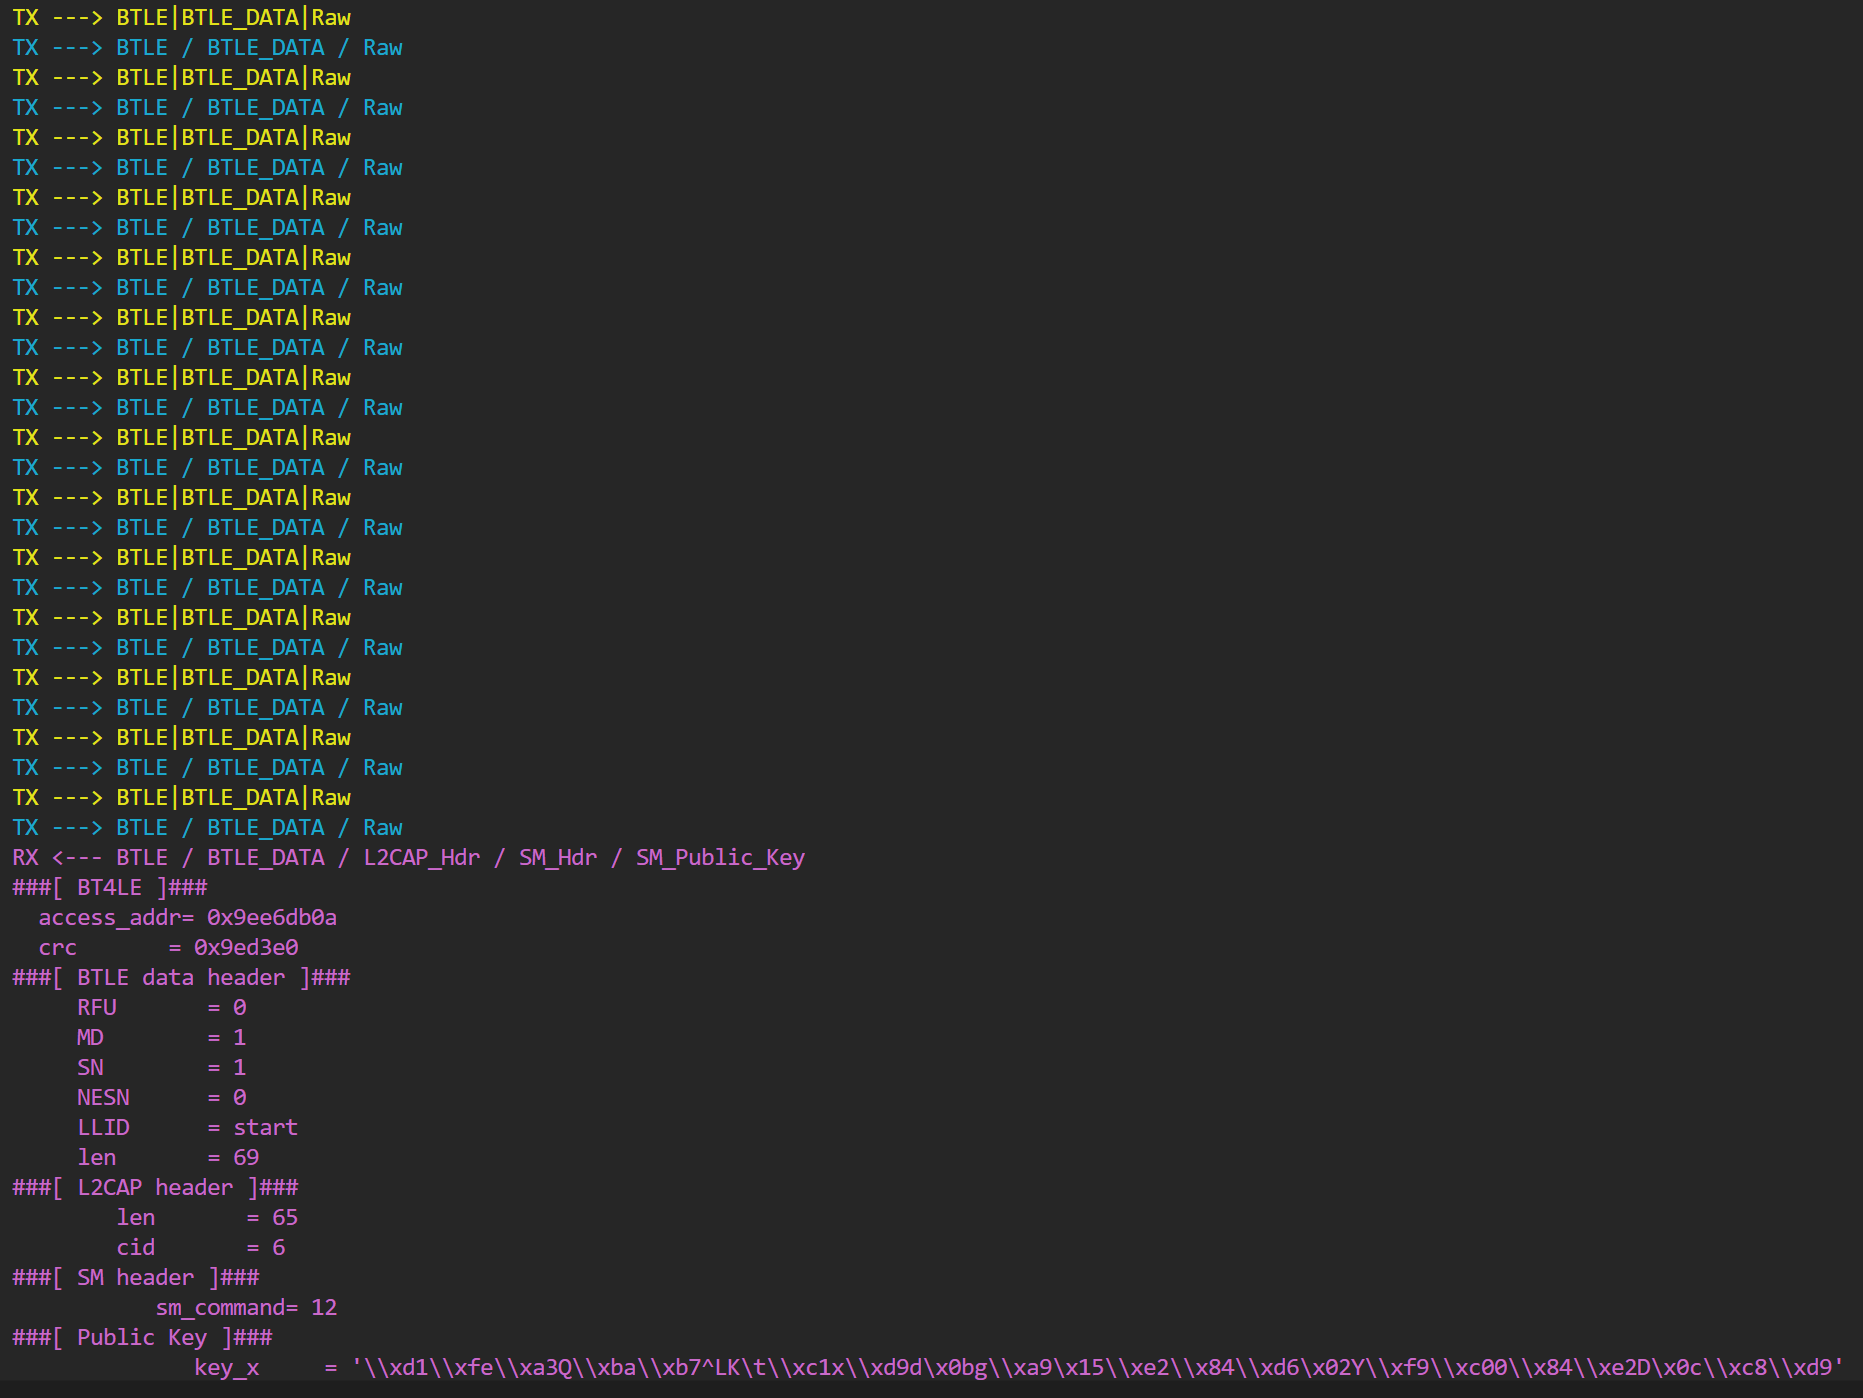 TX ---> BTLE|BTLE_DATA|Raw
TX ---> BTLE / BTLE_DATA / Raw
TX ---> BTLE|BTLE_DATA|Raw
TX ---> BTLE / BTLE_DATA / Raw
TX ---> BTLE|BTLE_DATA|Raw
TX ---> BTLE / BTLE_DATA / Raw
TX ---> BTLE|BTLE_DATA|Raw
TX ---> BTLE / BTLE_DATA / Raw
TX ---> BTLE|BTLE_DATA|Raw
TX ---> BTLE / BTLE_DATA / Raw
TX ---> BTLE|BTLE_DATA|Raw
TX ---> BTLE / BTLE_DATA / Raw
TX ---> BTLE|BTLE_DATA|Raw
TX ---> BTLE / BTLE_DATA / Raw
TX ---> BTLE|BTLE_DATA|Raw
TX ---> BTLE / BTLE_DATA / Raw
TX ---> BTLE|BTLE_DATA|Raw
TX ---> BTLE / BTLE_DATA / Raw
TX ---> BTLE|BTLE_DATA|Raw
TX ---> BTLE / BTLE_DATA / Raw
TX ---> BTLE|BTLE_DATA|Raw
TX ---> BTLE / BTLE_DATA / Raw
TX ---> BTLE|BTLE_DATA|Raw
TX ---> BTLE / BTLE_DATA / Raw
TX ---> BTLE|BTLE_DATA|Raw
TX ---> BTLE / BTLE_DATA / Raw
TX ---> BTLE|BTLE_DATA|Raw
TX ---> BTLE / BTLE_DATA / Raw
RX <--- BTLE / BTLE_DATA / L2CAP_Hdr / SM_Hdr / SM_Public_Key
###[ BT4LE ]###
  access_addr= 0x9ee6db0a
  crc       = 0x9ed3e0
###[ BTLE data header ]###
     RFU       = 0
     MD        = 1
     SN        = 1
     NESN      = 0
     LLID      = start
     len       = 69
###[ L2CAP header ]###
        len       = 65
        cid       = 6
###[ SM header ]###
           sm_command= 12
###[ Public Key ]###
              key_x     = '\\xd1\\xfe\\xa3Q\\xba\\xb7^LK\t\\xc1x\\xd9d\x0bg\\xa9\x15\\xe2\\x84\\xd6\x02Y\\xf9\\xc00\\x84\\xe2D\x0c\\xc8\\xd9'